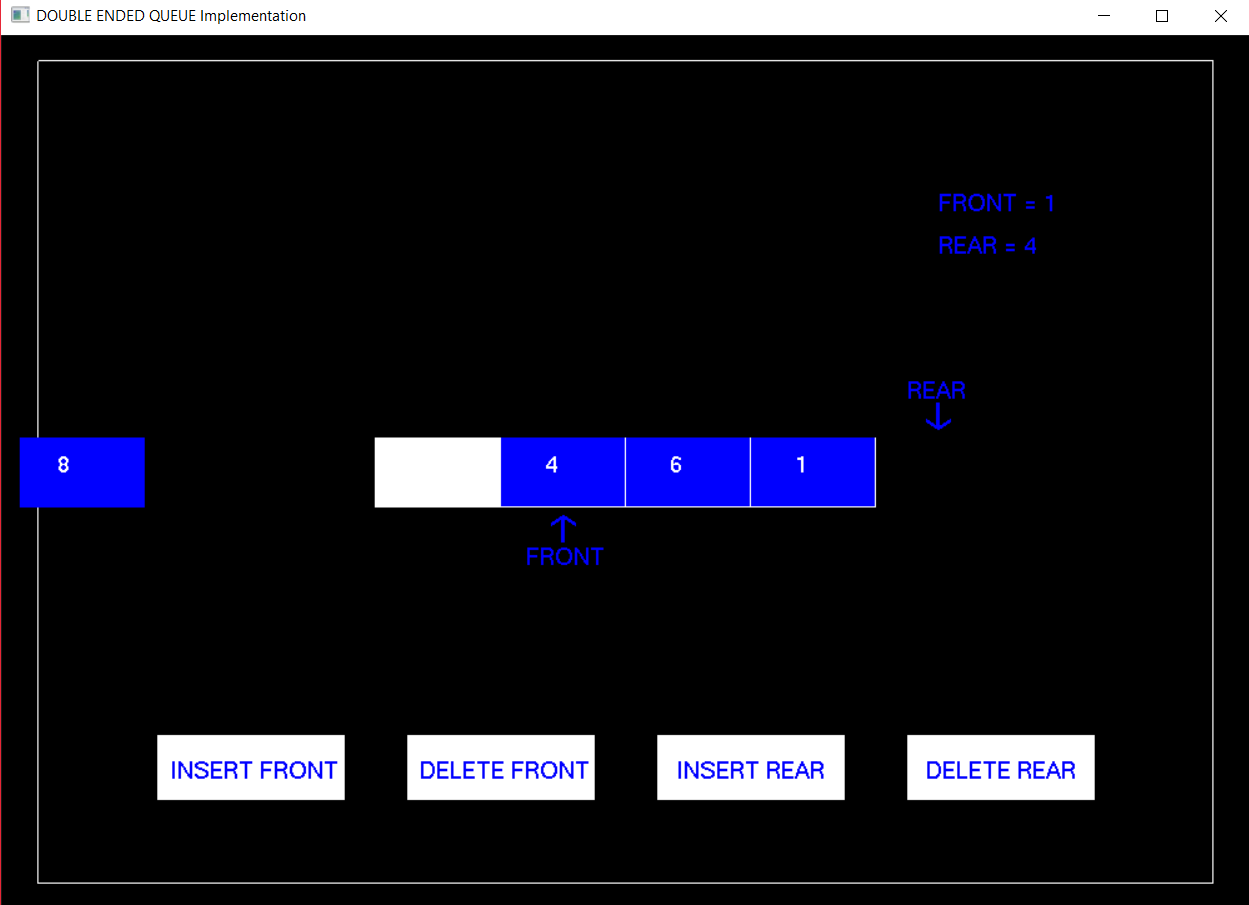 DOUBLE ENDED QUEUE Implementation
FRONT = 1
REAR = 4
REAR
8 4 6 1
FRONT
INSERT FRONT DELETE FRONT INSERT REAR DELETE REAR